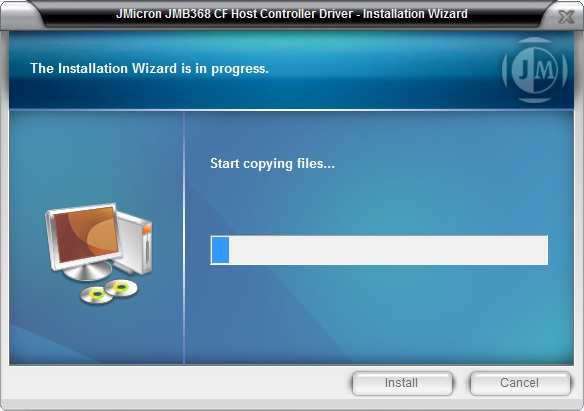 JMicron JMB368 CF Host Controller Driver - Installation Wizard
The Installation Wizard is in progress.
JM
Start copying files...
Install
Cancel